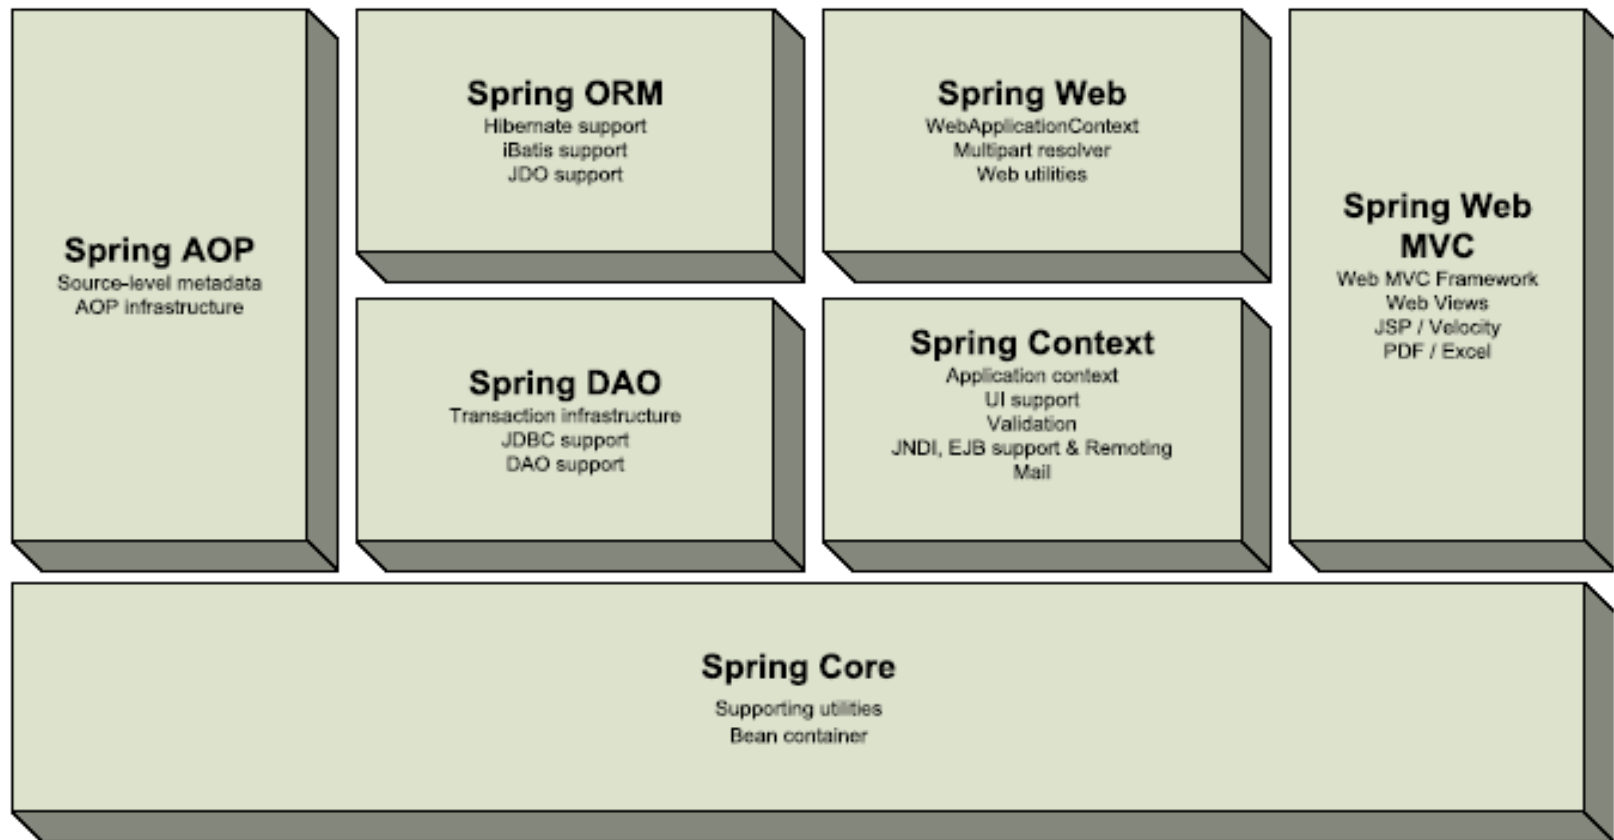 Spring AOP
Source-level metadata
AOP infrastructure
Spring ORM
Hibernate support
iBatis support
JDO support
Spring DAO
Transaction infrastructure
JDBC support
DAO support
Spring Web
WebApplicationContext
Multipart resolver
Web utilities
Spring Context
Application context
UI support
Validation
JNDI, EJB support & Remoting
Mail
Spring Web
MVC
Web MVC Framework
Web Views
JSP / Velocity
PDF / Excel
Spring Core
Supporting utilities
Bean container